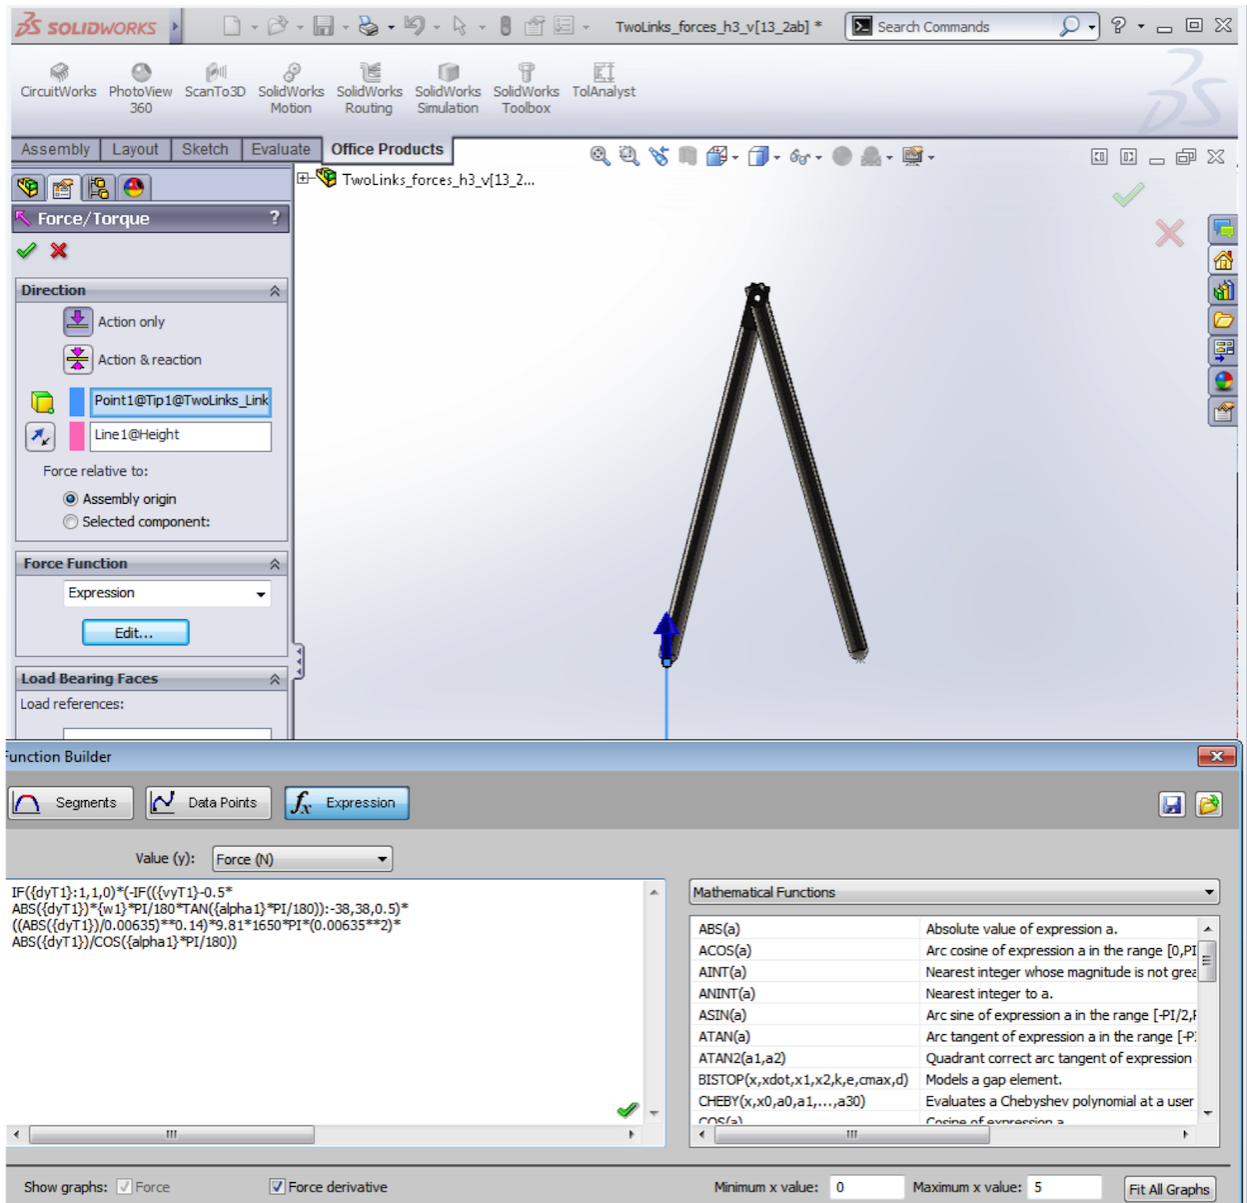 SOLIDWORKS
TwoLinks_forces_h3_v[13_2ab] *
Search Commands
?
CircuitWorks
PhotoView 360
ScanTo3D
SolidWorks Motion
SolidWorks Routing
SolidWorks Simulation
SolidWorks Toolbox
TolAnalyst
Assembly
Layout
Sketch
Evaluate
Office Products
TwoLinks_forces_h3_v[13_2...
Force/Torque
?
Direction
Action only
Action & reaction
Point1@Tip1@TwoLinks_Link
Line1@Height
Force relative to:
Assembly origin
Selected component:
Force Function
Expression
Edit...
Load Bearing Faces
Load references:
Function Builder
Segments
Data Points
fx Expression
Value (y):
Force (N)
IF({dyT1}:1,1,0)*(-IF(({vyT1}-0.5*
ABS({dyT1})*{w1}*PI/180*TAN({alpha1}*PI/180)):-38,38,0.5)*
((ABS({dyT1})/0.00635)**0.14)*9.81*1650*PI*(0.00635**2)*
ABS({dyT1})/COS({alpha1}*PI/180))
Mathematical Functions
ABS(a) Absolute value of expression a.
ACOS(a) Arc cosine of expression a in the range [0,PI
AINT(a) Nearest integer whose magnitude is not grea
ANINT(a) Nearest integer to a.
ASIN(a) Arc sine of expression a in the range [-PI/2,
ATAN(a) Arc tangent of expression a in the range [-P
ATAN2(a1,a2) Quadrant correct arc tangent of expression
BISTOP(x,xdot,x1,x2,k,e,cmax,d) Models a gap element.
CHEBY(x,x0,a0,a1,...,a30) Evaluates a Chebyshev polynomial at a user
COS(a) Cosine of expression a
Show graphs:
Force
Force derivative
Minimum x value: 0
Maximum x value: 5
Fit All Graphs